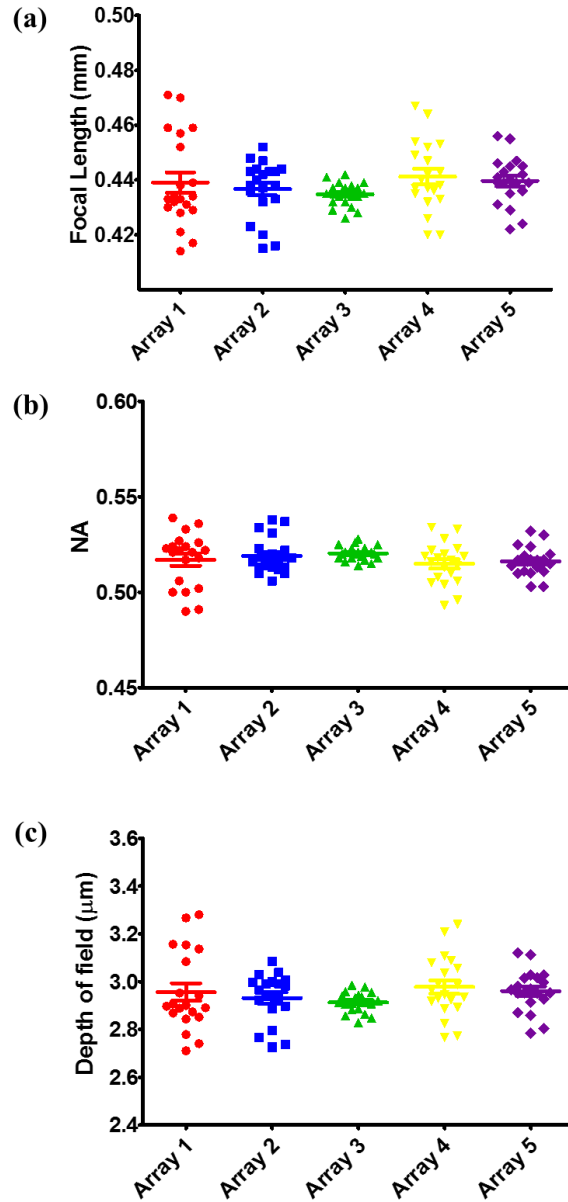 (a)
Focal Length (mm)
0.50
0.48
0.46
0.44
0.42
Array 1
Array 2
Array 3
Array 4
Array 5
(b)
NA
0.60
0.55
0.50
0.45
Array 1
Array 2
Array 3
Array 4
Array 5
(c)
Depth of field (μm)
3.6
3.4
3.2
3.0
2.8
2.6
2.4
Array 1
Array 2
Array 3
Array 4
Array 5